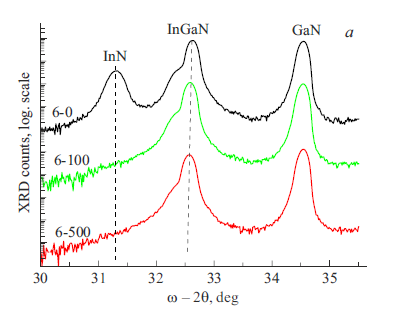 InGaN
GaN
a
InN
XRD counts, log. scale
6-0
6-100
6-500
30 31 32 33 34 35
ω – 2θ, deg